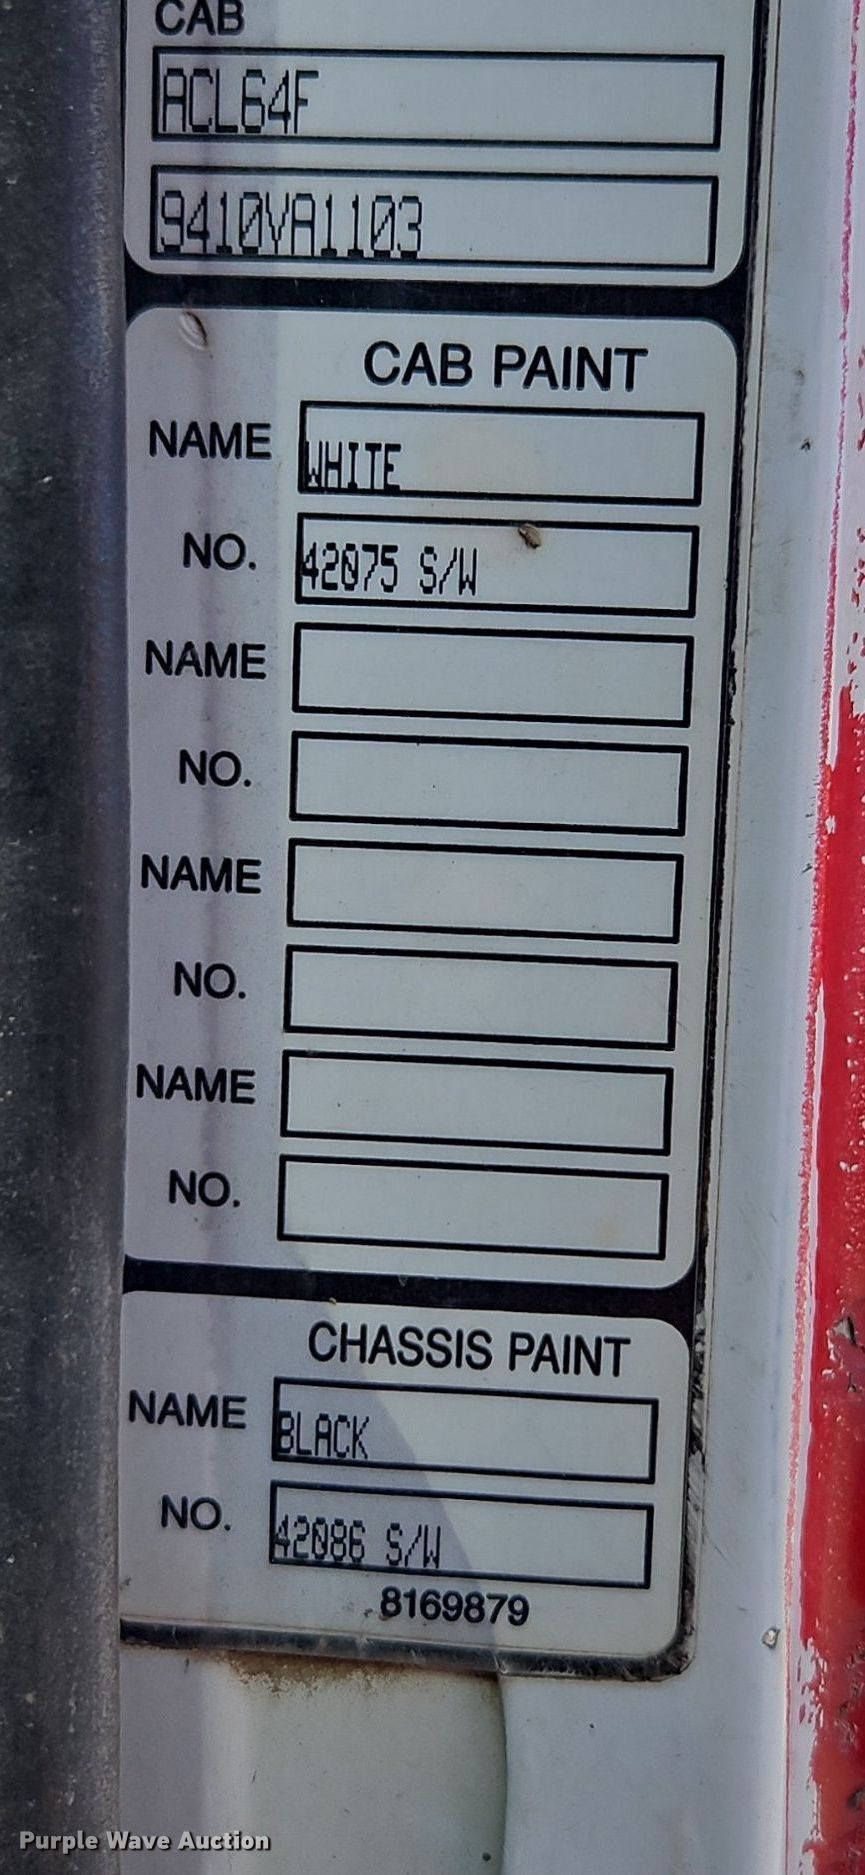 CAB
ACL64F
9410VA1103
CAB PAINT
NAME WHITE
NO. 42075 S/W
NAME
NO.
NAME
NO.
NAME
NO.
CHASSIS PAINT
NAME BLACK
NO. 42086 S/W
8169879
Purple Wave Auction